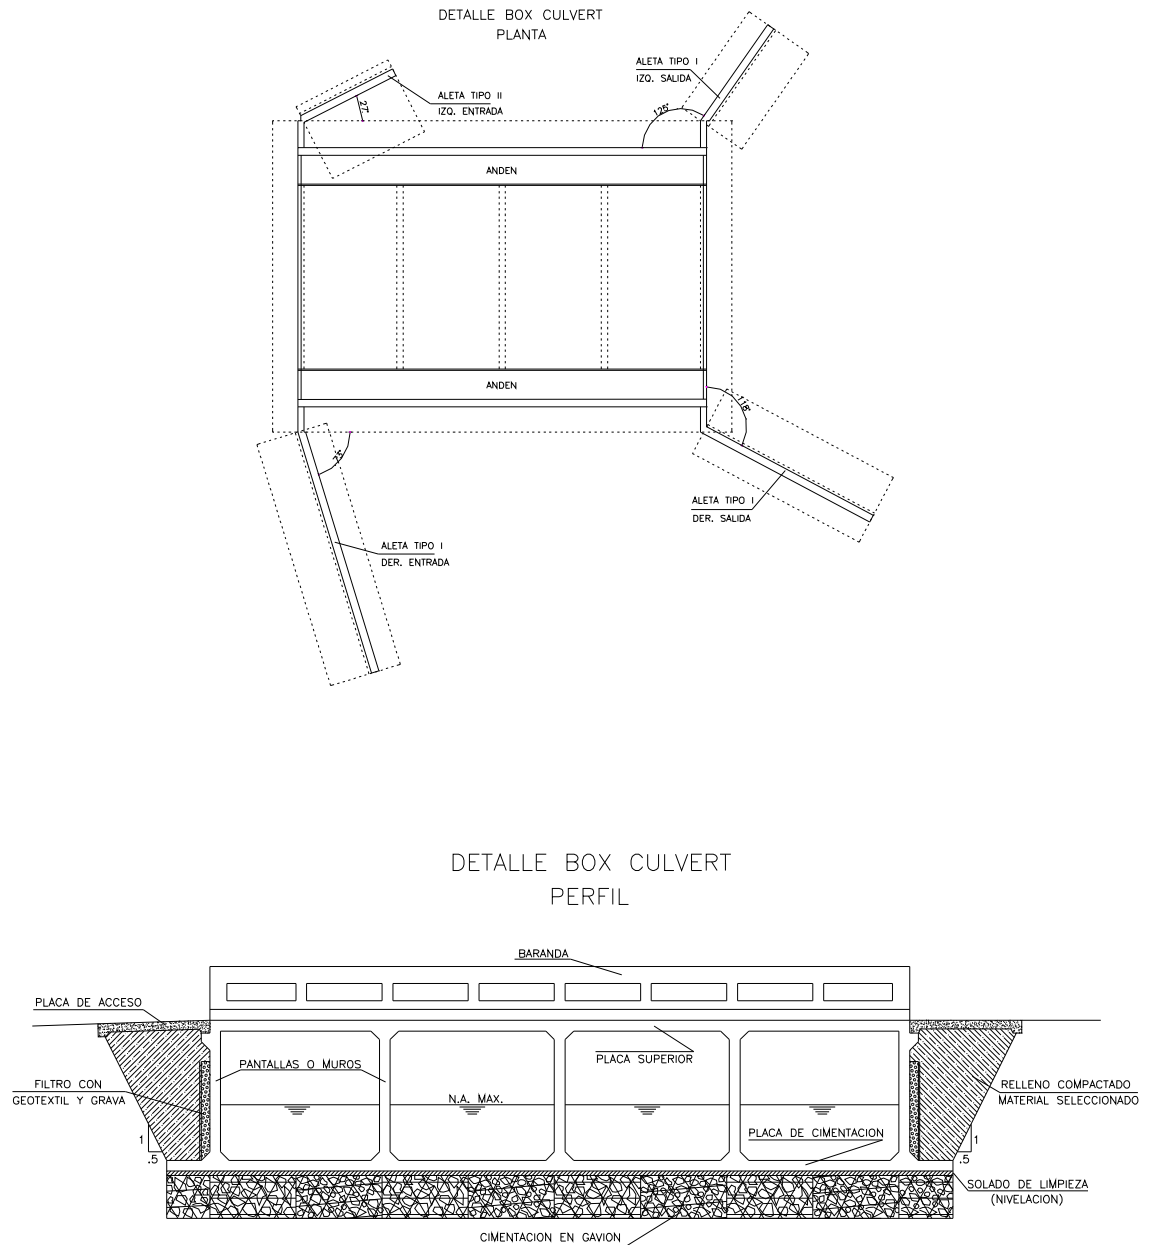 DETALLE BOX CULVERT
PLANTA
ALETA TIPO I
IZQ. SALIDA
ALETA TIPO II
IZQ. ENTRADA
27°
125°
ANDEN
ANDEN
118°
ALETA TIPO I
DER. SALIDA
ALETA TIPO I
DER. ENTRADA
DETALLE BOX CULVERT
PERFIL
BARANDA
PLACA DE ACCESO
PLACA SUPERIOR
PANTALLAS O MUROS
FILTRO CON
GEOTEXTIL Y GRAVA
N.A. MAX.
RELLENO COMPACTADO
MATERIAL SELECCIONADO
PLACA DE CIMENTACION
1
.5
1
.5
SOLADO DE LIMPIEZA
(NIVELACION)
CIMENTACION EN GAVION